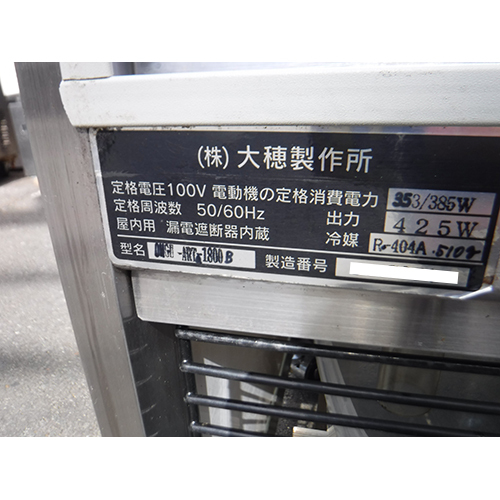 (株) 大穂製作所
定格電圧100V 電動機の定格消費電力 353/385W
定格周波数 50/60Hz 出力 425W
屋内用 漏電遮断器内蔵 冷媒 R-404A 510g
型名 -1800B 製造番号